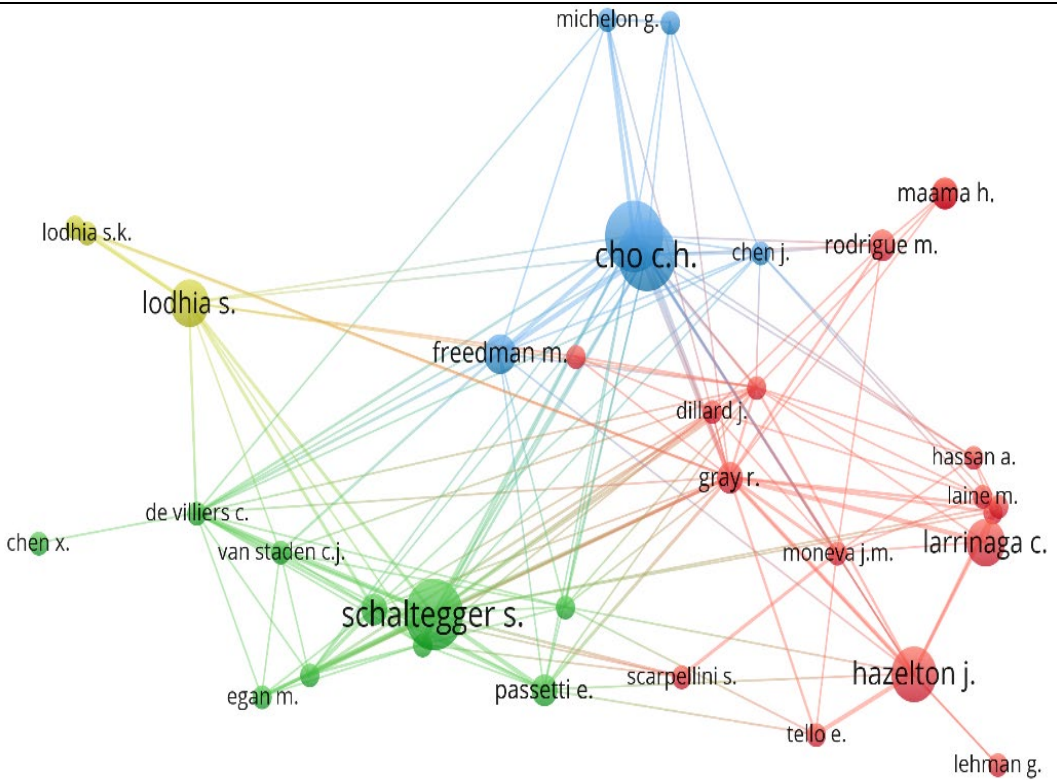 michelon g.
maama h.
lodhia s.k.
rodrigue m.
cho c.h.
chen j.
lodhia s.
freedman m.
dillard j.
hassan a.
gray r.
laine m.
de villiers c.
chen x.
larrinaga c.
van staden c.j.
moneva j.m.
schaltegger s.
hazelton j.
scarpellini s.
passetti e.
egan m.
tello e.
lehman g.